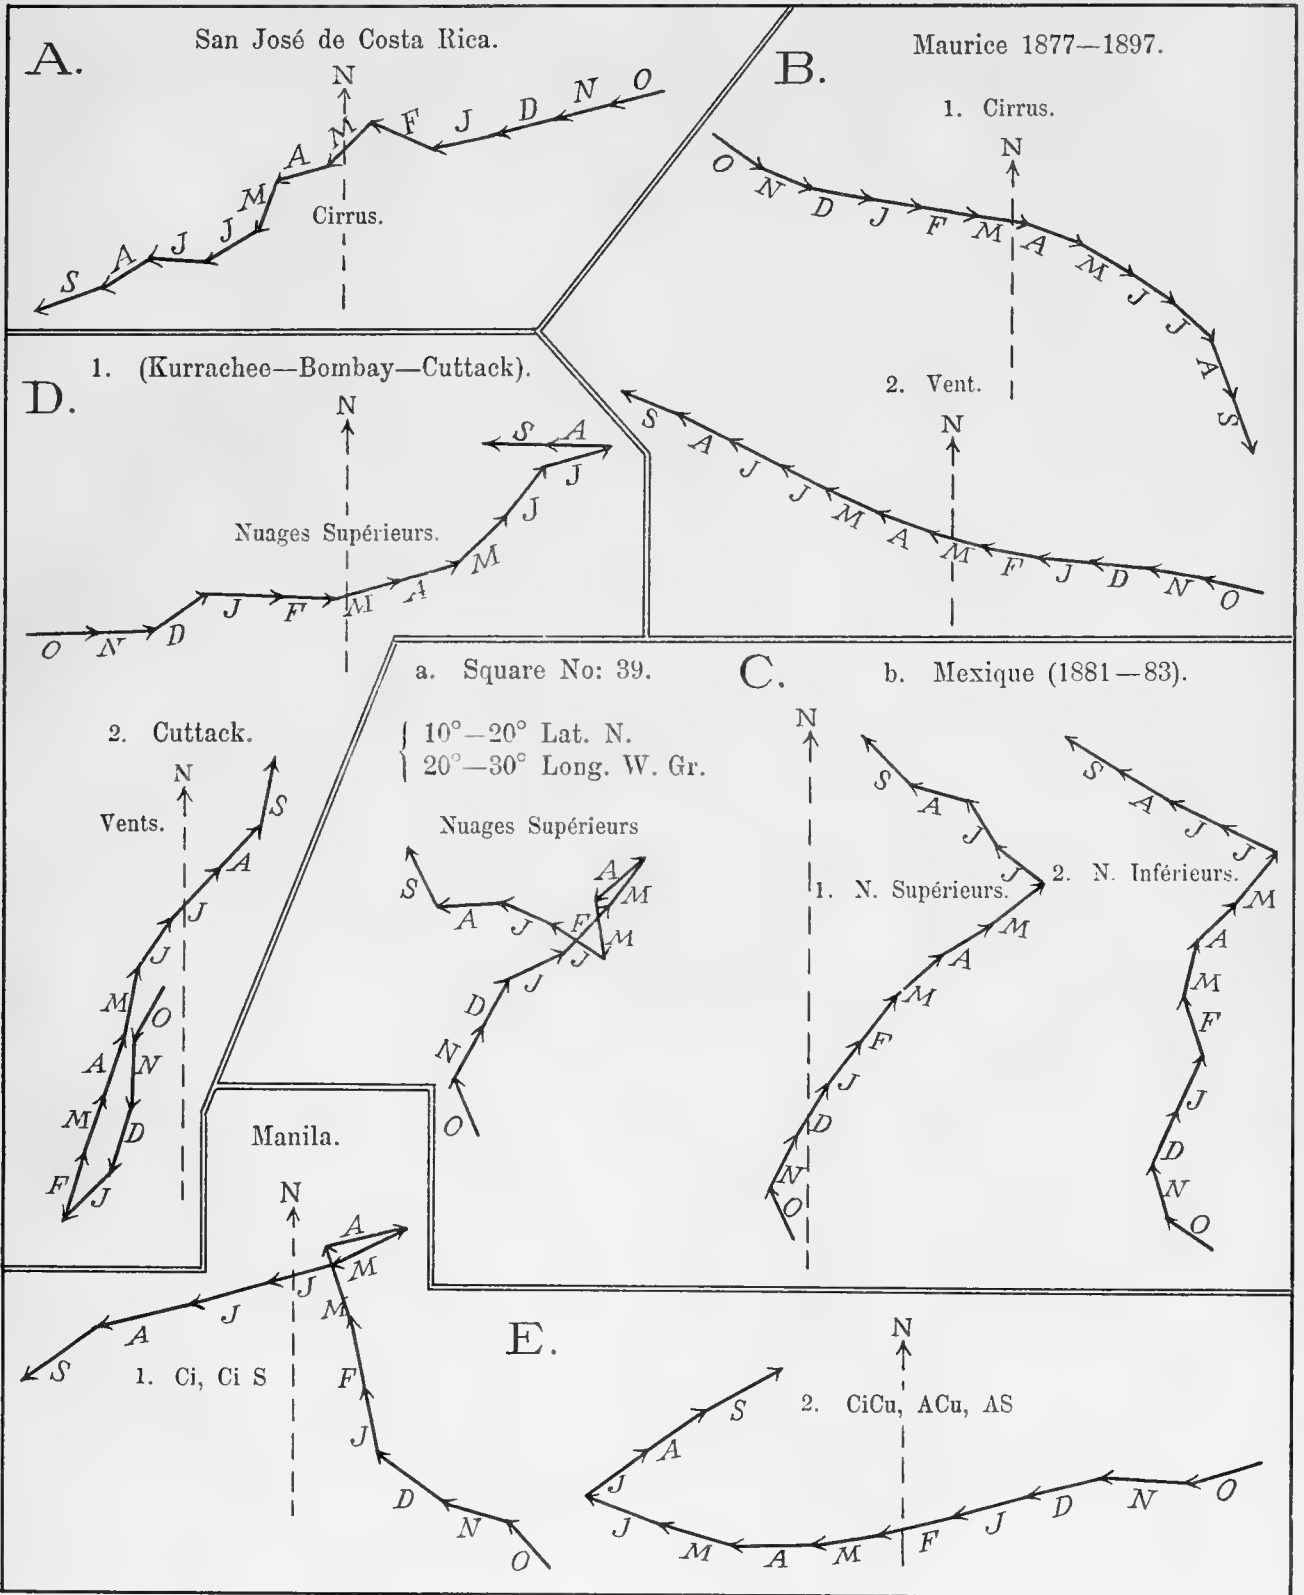 A.
San José de Costa Rica.
N
O
N
D
J
F
M
A
M
J
J
A
S
Cirrus.
B.
Maurice 1877—1897.
1. Cirrus.
N
O
N
D
J
F
M
A
M
J
J
A
S
2. Vent.
N
S
A
J
J
M
A
M
F
J
D
N
O
D.
1. (Kurrachee—Bombay—Cuttack).
N
S
A
J
J
Nuages Supérieurs.
M
A
M
F
J
D
N
O
2. Cuttack.
N
Vents.
S
A
J
J
M
A
M
F
O
N
D
J
C.
a. Square No: 39.
10°—20° Lat. N.
20°—30° Long. W. Gr.
Nuages Supérieurs
S
A
J
J
F
A
M
M
J
D
N
O
b. Mexique (1881—83).
N
S
A
J
J
1. N. Supérieurs.
M
A
M
F
J
D
N
O
S
A
J
J
2. N. Inférieurs.
M
A
M
F
J
D
N
O
E.
Manila.
N
A
M
J
J
A
S
1. Ci, Ci S
M
F
J
D
N
O
N
2. CiCu, ACu, AS
S
A
J
J
M
A
M
F
J
D
N
O